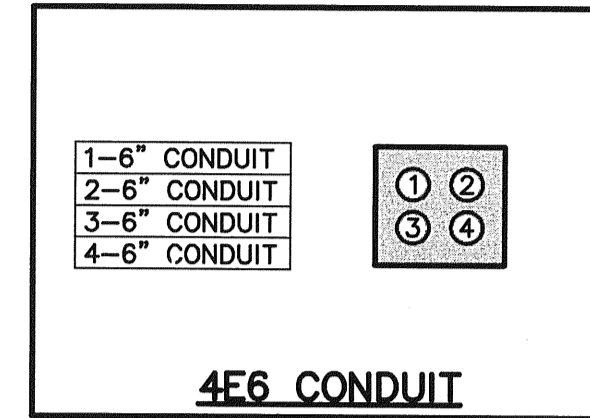 1-6" CONDUIT
2-6" CONDUIT
3-6" CONDUIT
4-6" CONDUIT
1 2
3 4
4E6 CONDUIT